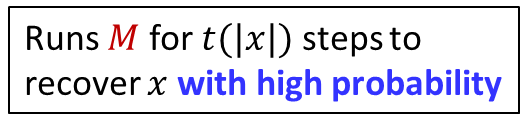 Runs M for t(|x|) steps to
recover x with high probability